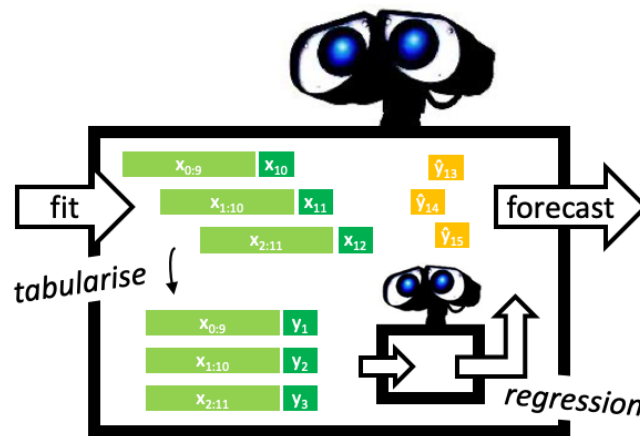 x0:9 x10 ŷ13
fit x1:10 x11 ŷ14 forecast
x2:11 x12 ŷ15
tabularise
x0:9 y1
x1:10 y2
x2:11 y3
regression